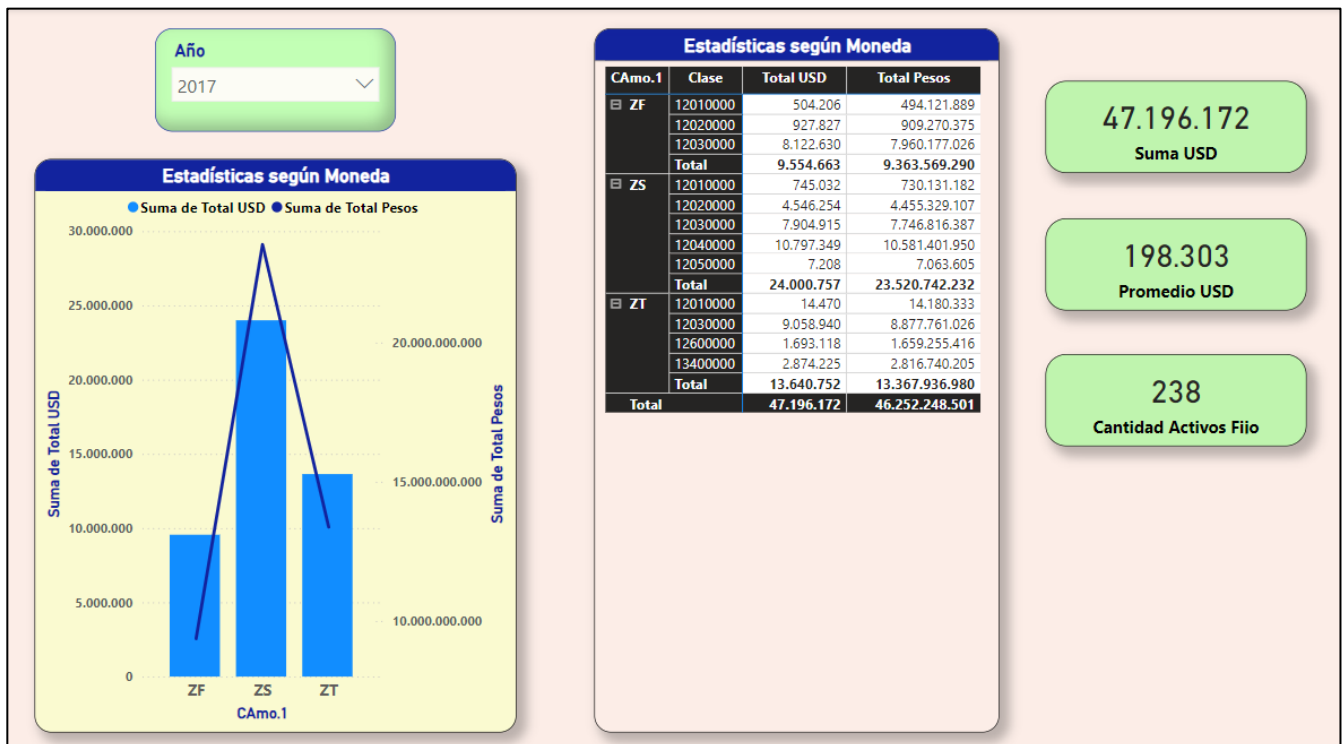 Año
2017
Estadísticas según Moneda
Suma de Total USD Suma de Total Pesos
30.000.000
25.000.000
20.000.000
15.000.000
10.000.000
5.000.000
0
Suma de Total USD
20.000.000.000
15.000.000.000
10.000.000.000
Suma de Total Pesos
ZF ZS ZT
CAmo.1
Estadísticas según Moneda
CAmo.1 Clase Total USD Total Pesos
ZF 12010000 504.206 494.121.889
12020000 927.827 909.270.375
12030000 8.122.630 7.960.177.026
Total 9.554.663 9.363.569.290
ZS 12010000 745.032 730.131.182
12020000 4.546.254 4.455.329.107
12030000 7.904.915 7.746.816.387
12040000 10.797.349 10.581.401.950
12050000 7.208 7.063.605
Total 24.000.757 23.520.742.232
ZT 12010000 14.470 14.180.333
12030000 9.058.940 8.877.761.026
12600000 1.693.118 1.659.255.416
13400000 2.874.225 2.816.740.205
Total 13.640.752 13.367.936.980
Total 47.196.172 46.252.248.501
47.196.172
Suma USD
198.303
Promedio USD
238
Cantidad Activos Fijo